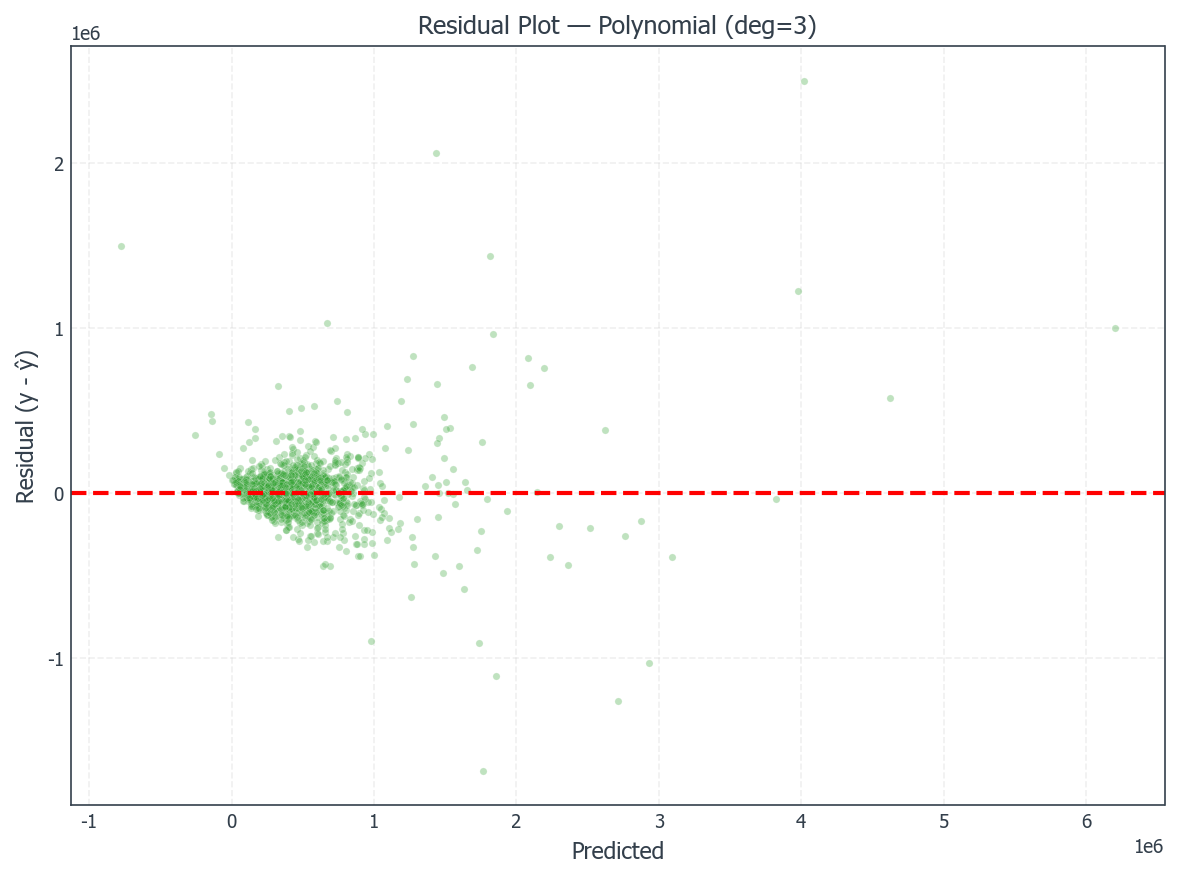 Residual Plot — Polynomial (deg=3)
1e6
2
1
0
-1
Residual (y - ŷ)
-1 0 1 2 3 4 5 6
1e6
Predicted